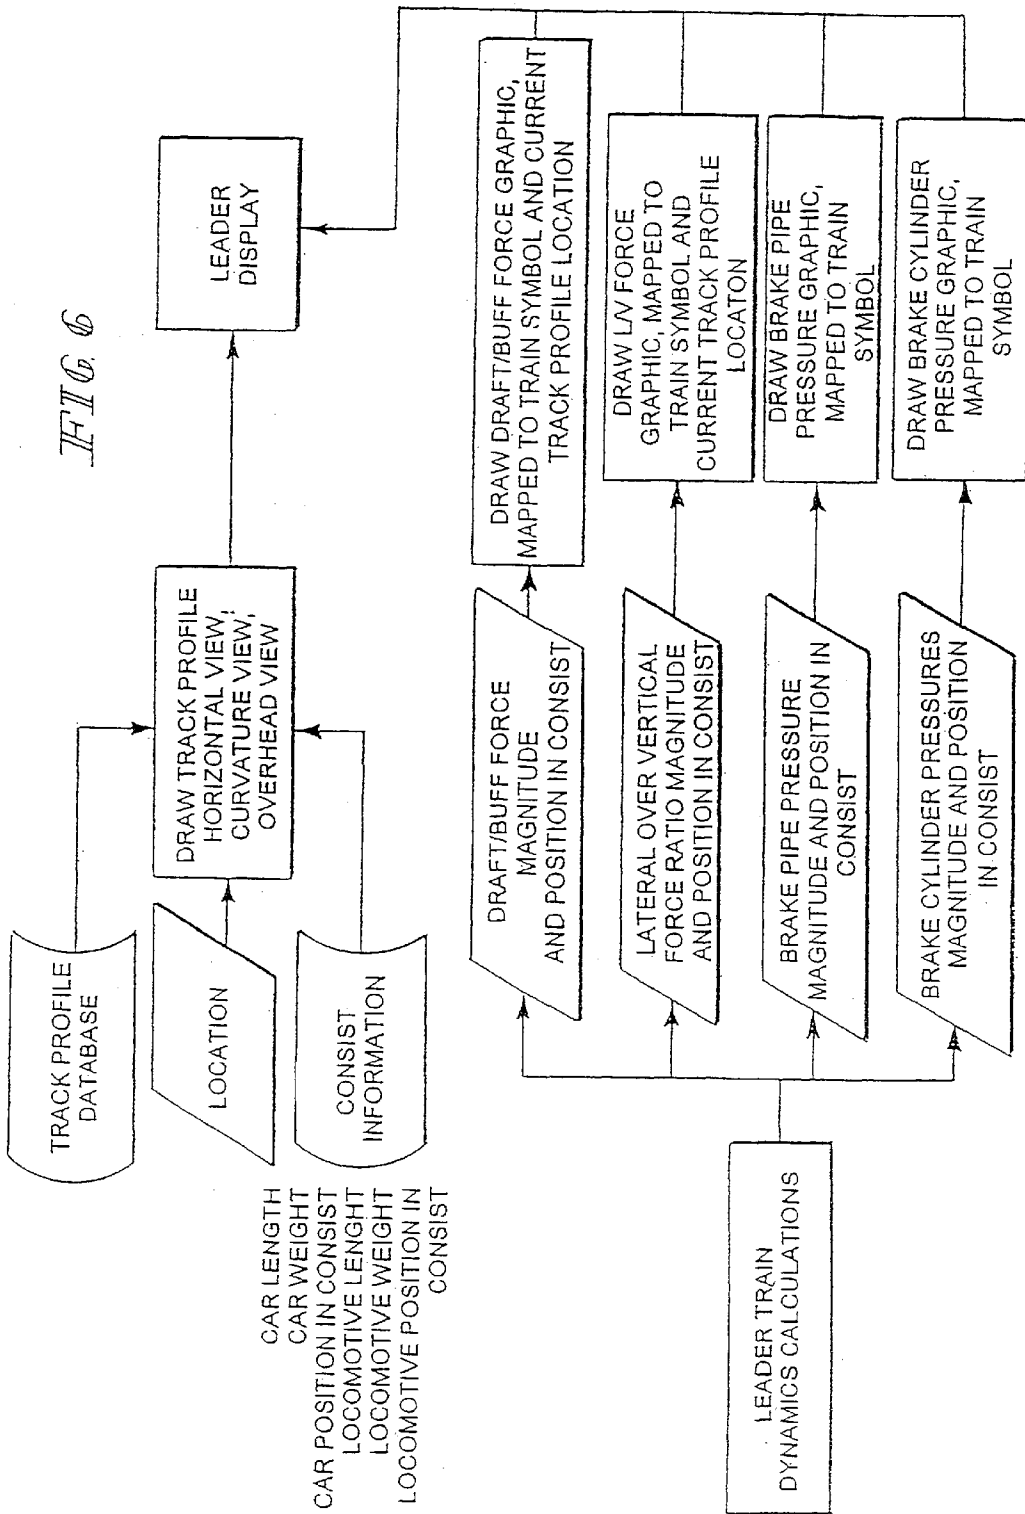 FIG. 6
TRACK PROFILE
DATABASE
LOCATION
CONSIST
INFORMATION
CAR LENGTH
CAR WEIGHT
CAR POSITION IN CONSIST
LOCOMOTIVE LENGHT
LOCOMOTIVE WEIGHT
LOCOMOTIVE POSITION IN
CONSIST
DRAW TRACK PROFILE
HORIZONTAL VIEW,
CURVATURE VIEW,
OVERHEAD VIEW
LEADER
DISPLAY
LEADER TRAIN
DYNAMICS CALCULATIONS
DRAFT/BUFF FORCE
MAGNITUDE
AND POSITION IN CONSIST
DRAW DRAFT/BUFF FORCE GRAPHIC,
MAPPED TO TRAIN SYMBOL AND CURRENT
TRACK PROFILE LOCATION
LATERAL OVER VERTICAL
FORCE RATIO MAGNITUDE
AND POSITION IN CONSIST
DRAW L/V FORCE
GRAPHIC, MAPPED TO
TRAIN SYMBOL AND
CURRENT TRACK PROFILE
LOCATON
BRAKE PIPE PRESSURE
MAGNITUDE AND POSITION IN
CONSIST
DRAW BRAKE PIPE
PRESSURE GRAPHIC,
MAPPED TO TRAIN
SYMBOL
BRAKE CYLINDER PRESSURES
MAGNITUDE AND POSITION
IN CONSIST
DRAW BRAKE CYLINDER
PRESSURE GRAPHIC,
MAPPED TO TRAIN
SYMBOL